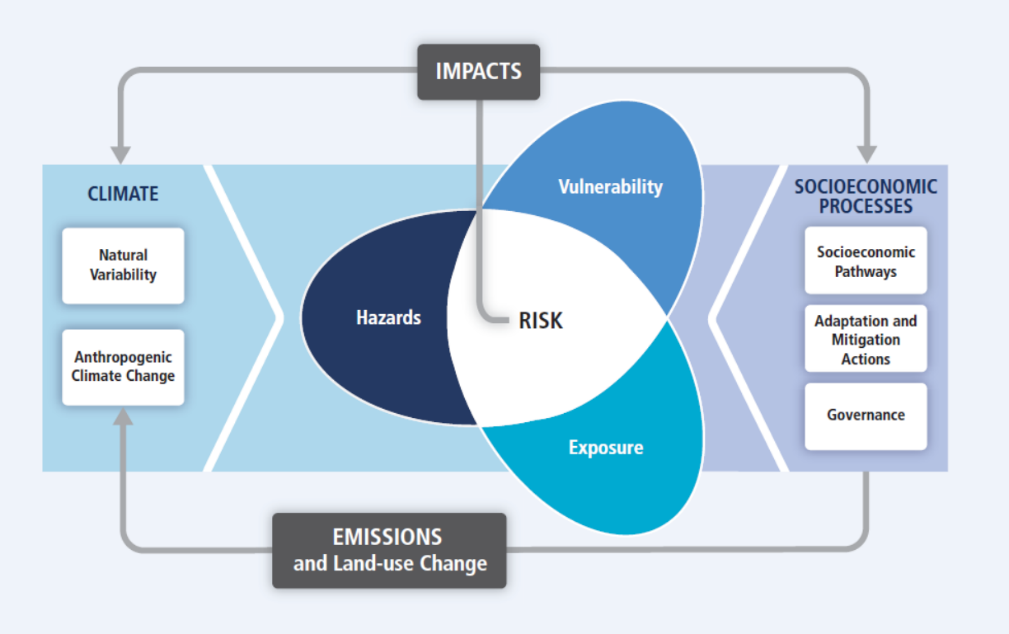 IMPACTS
CLIMATE
Natural
Variability
Anthropogenic
Climate Change
Vulnerability
Hazards
RISK
Exposure
SOCIOECONOMIC
PROCESSES
Socioeconomic
Pathways
Adaptation and
Mitigation
Actions
Governance
EMISSIONS
and Land-use Change